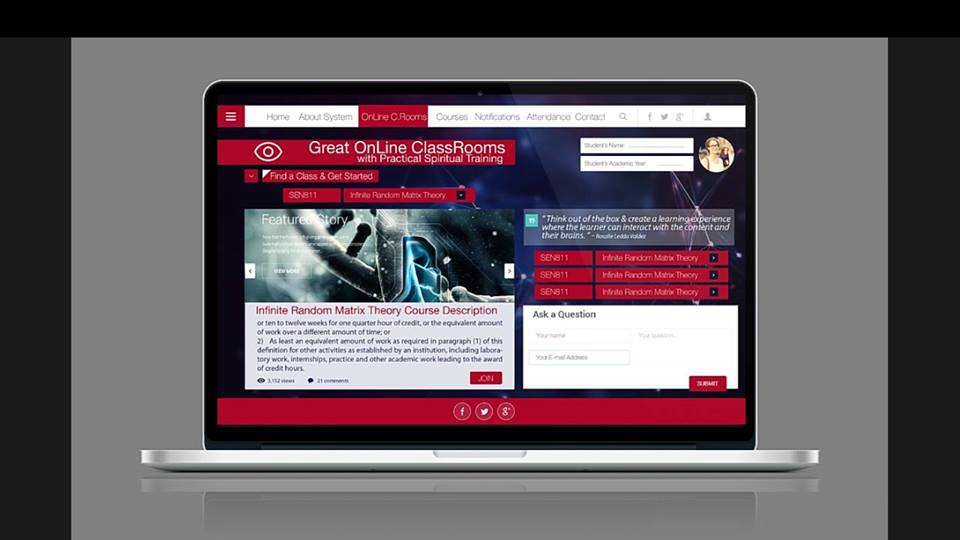 Home About System OnLine C.Rooms Courses Notifications Attendance Contact
Great OnLine ClassRooms
with Practical Spiritual Training
Student's Name:
Student's Academic Year:
Find a Class & Get Started
SEN811 Infinite Random Matrix Theory
Featured Story
VIEW MORE
Infinite Random Matrix Theory Course Description
or ten to twelve weeks for one quarter hour of credit, or the equivalent amount
of work over a different amount of time; or
2) As least an equivalent amount of work as required in paragraph (1) of this
definition for other activities as established by an institution, including labora-
tory work, internships, practice and other academic work leading to the award
of credit hours.
3,152 views 21 comments
JOIN
" Think out of the box & create a learning experience
where the learner can interact with the content and
their brains. " ~ Rosalie Ledda Valdez
SEN811 Infinite Random Matrix Theory
SEN811 Infinite Random Matrix Theory
SEN811 Infinite Random Matrix Theory
Ask a Question
Your name Your question...
Your E-mail Address
SUBMIT